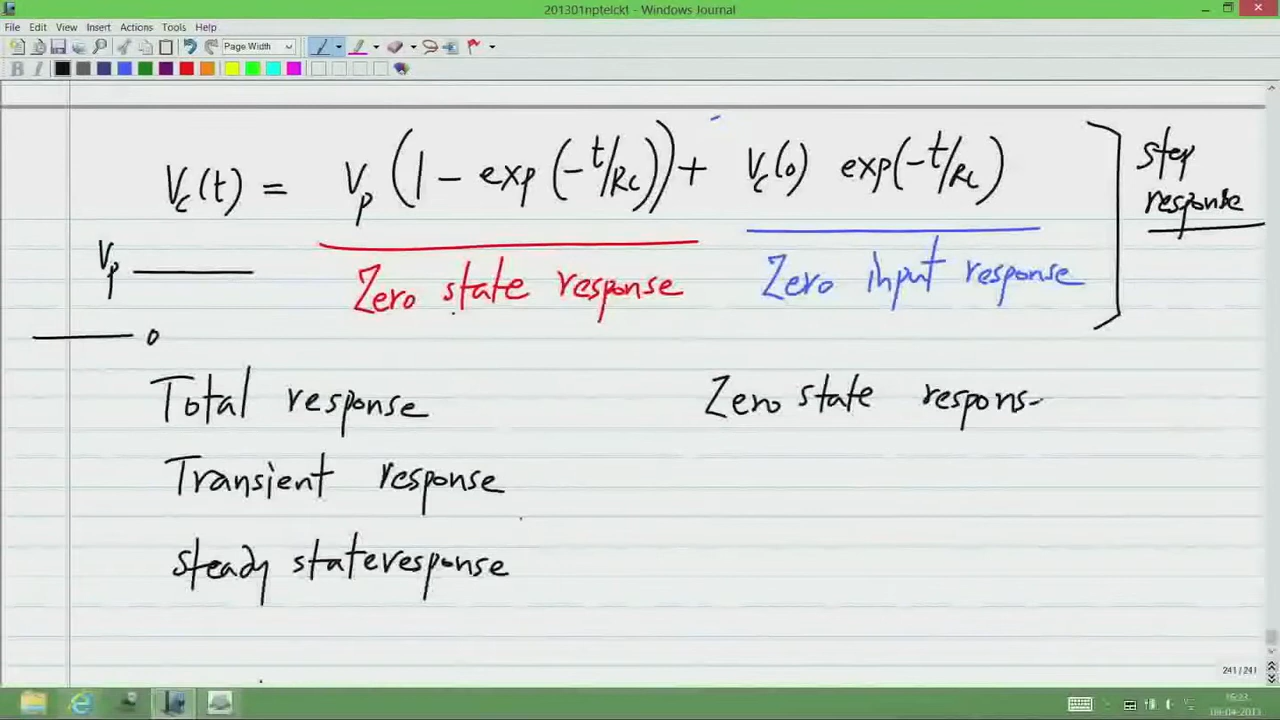 201301nptelckt - Windows Journal
File Edit View Insert Actions Tools Help
Page Width
B I
Vc(t) = Vp (1 - exp(-t/Rc)) + Vc(0) exp(-t/Rc)
step
response
Zero state response
Zero input response
Vp
0
Total response
Zero state respons
Transient response
steady stateresponse
241 / 241